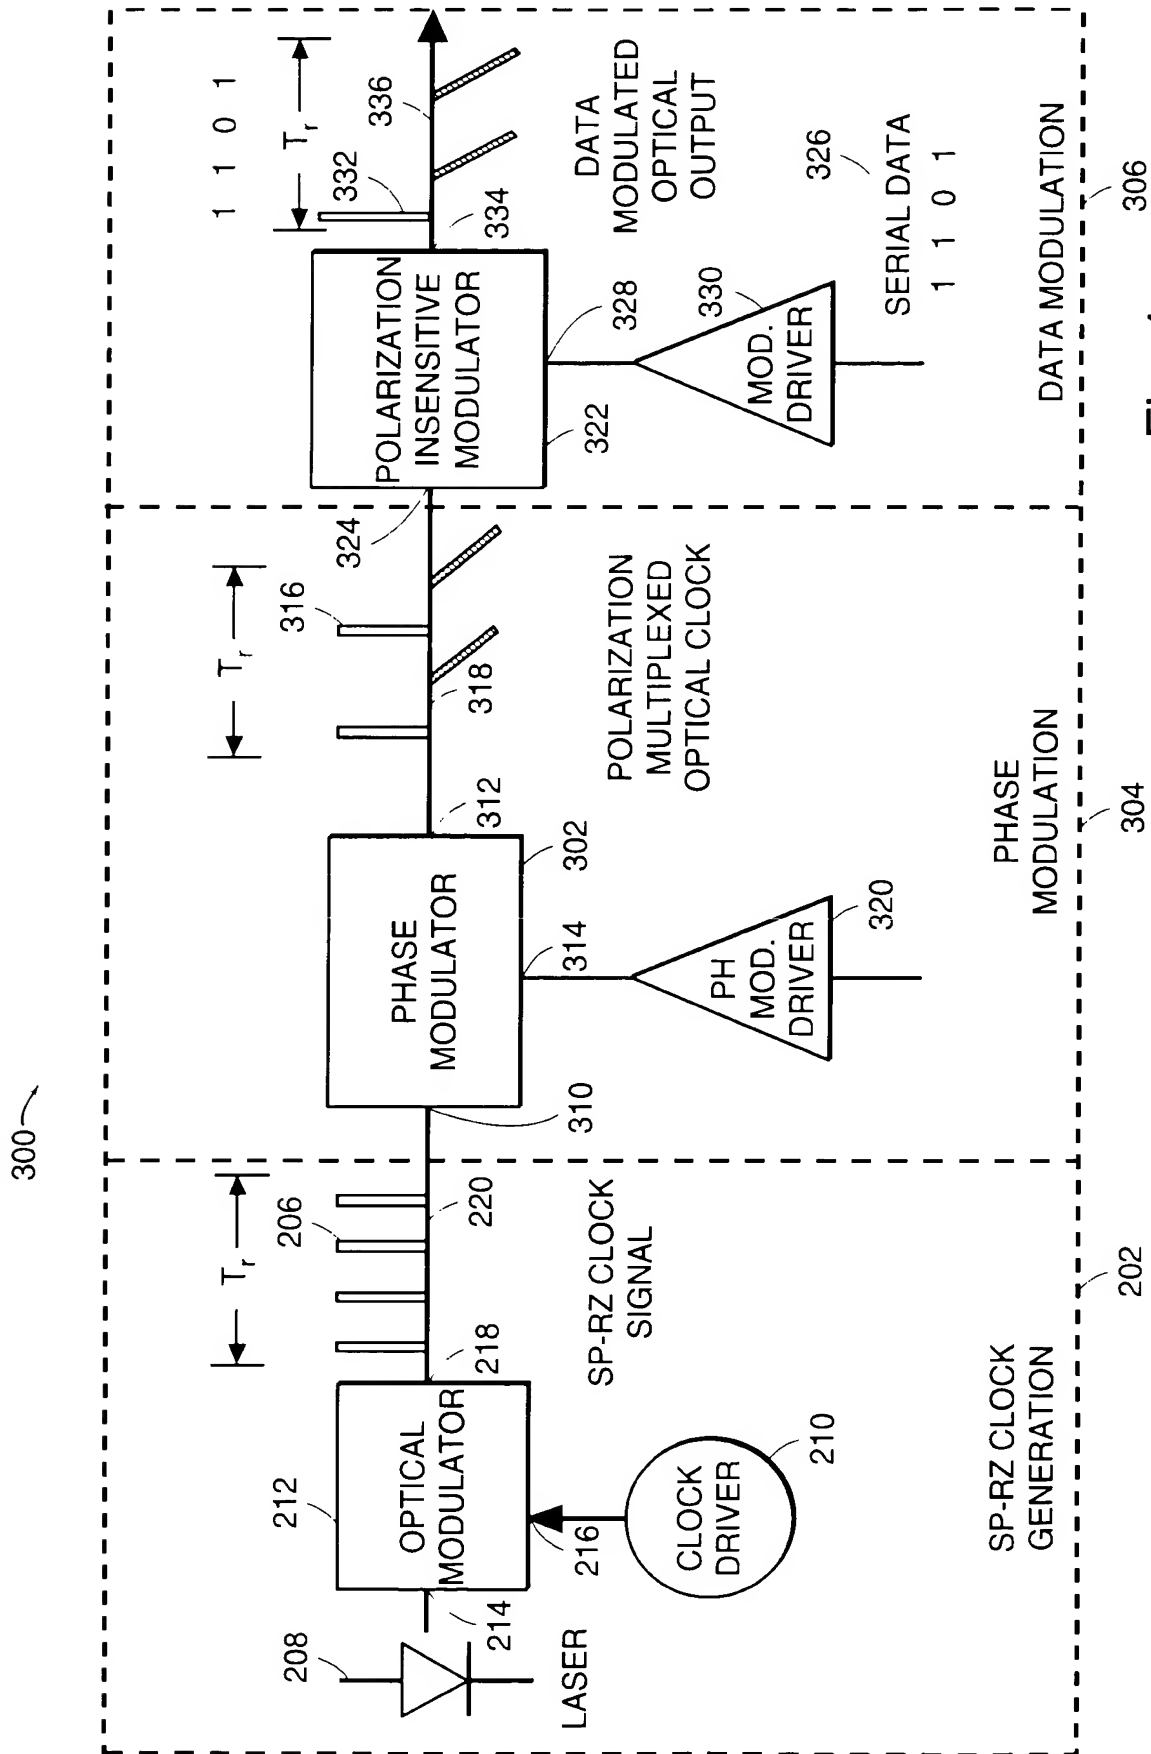 300
208
LASER
214
212
OPTICAL
MODULATOR
216
CLOCK
DRIVER
210
218
T_r
206
220
SP-RZ CLOCK
SIGNAL
SP-RZ CLOCK
GENERATION
202
310
PHASE
MODULATOR
302
314
PH
MOD.
DRIVER
320
312
T_r
316
318
POLARIZATION
MULTIPLEXED
OPTICAL CLOCK
PHASE
MODULATION
304
324
POLARIZATION
INSENSITIVE
MODULATOR
322
328
MOD.
DRIVER
330
334
1 1 0 1
T_r
332
336
DATA
MODULATED
OPTICAL
OUTPUT
326
SERIAL DATA
1 1 0 1
DATA MODULATION
306